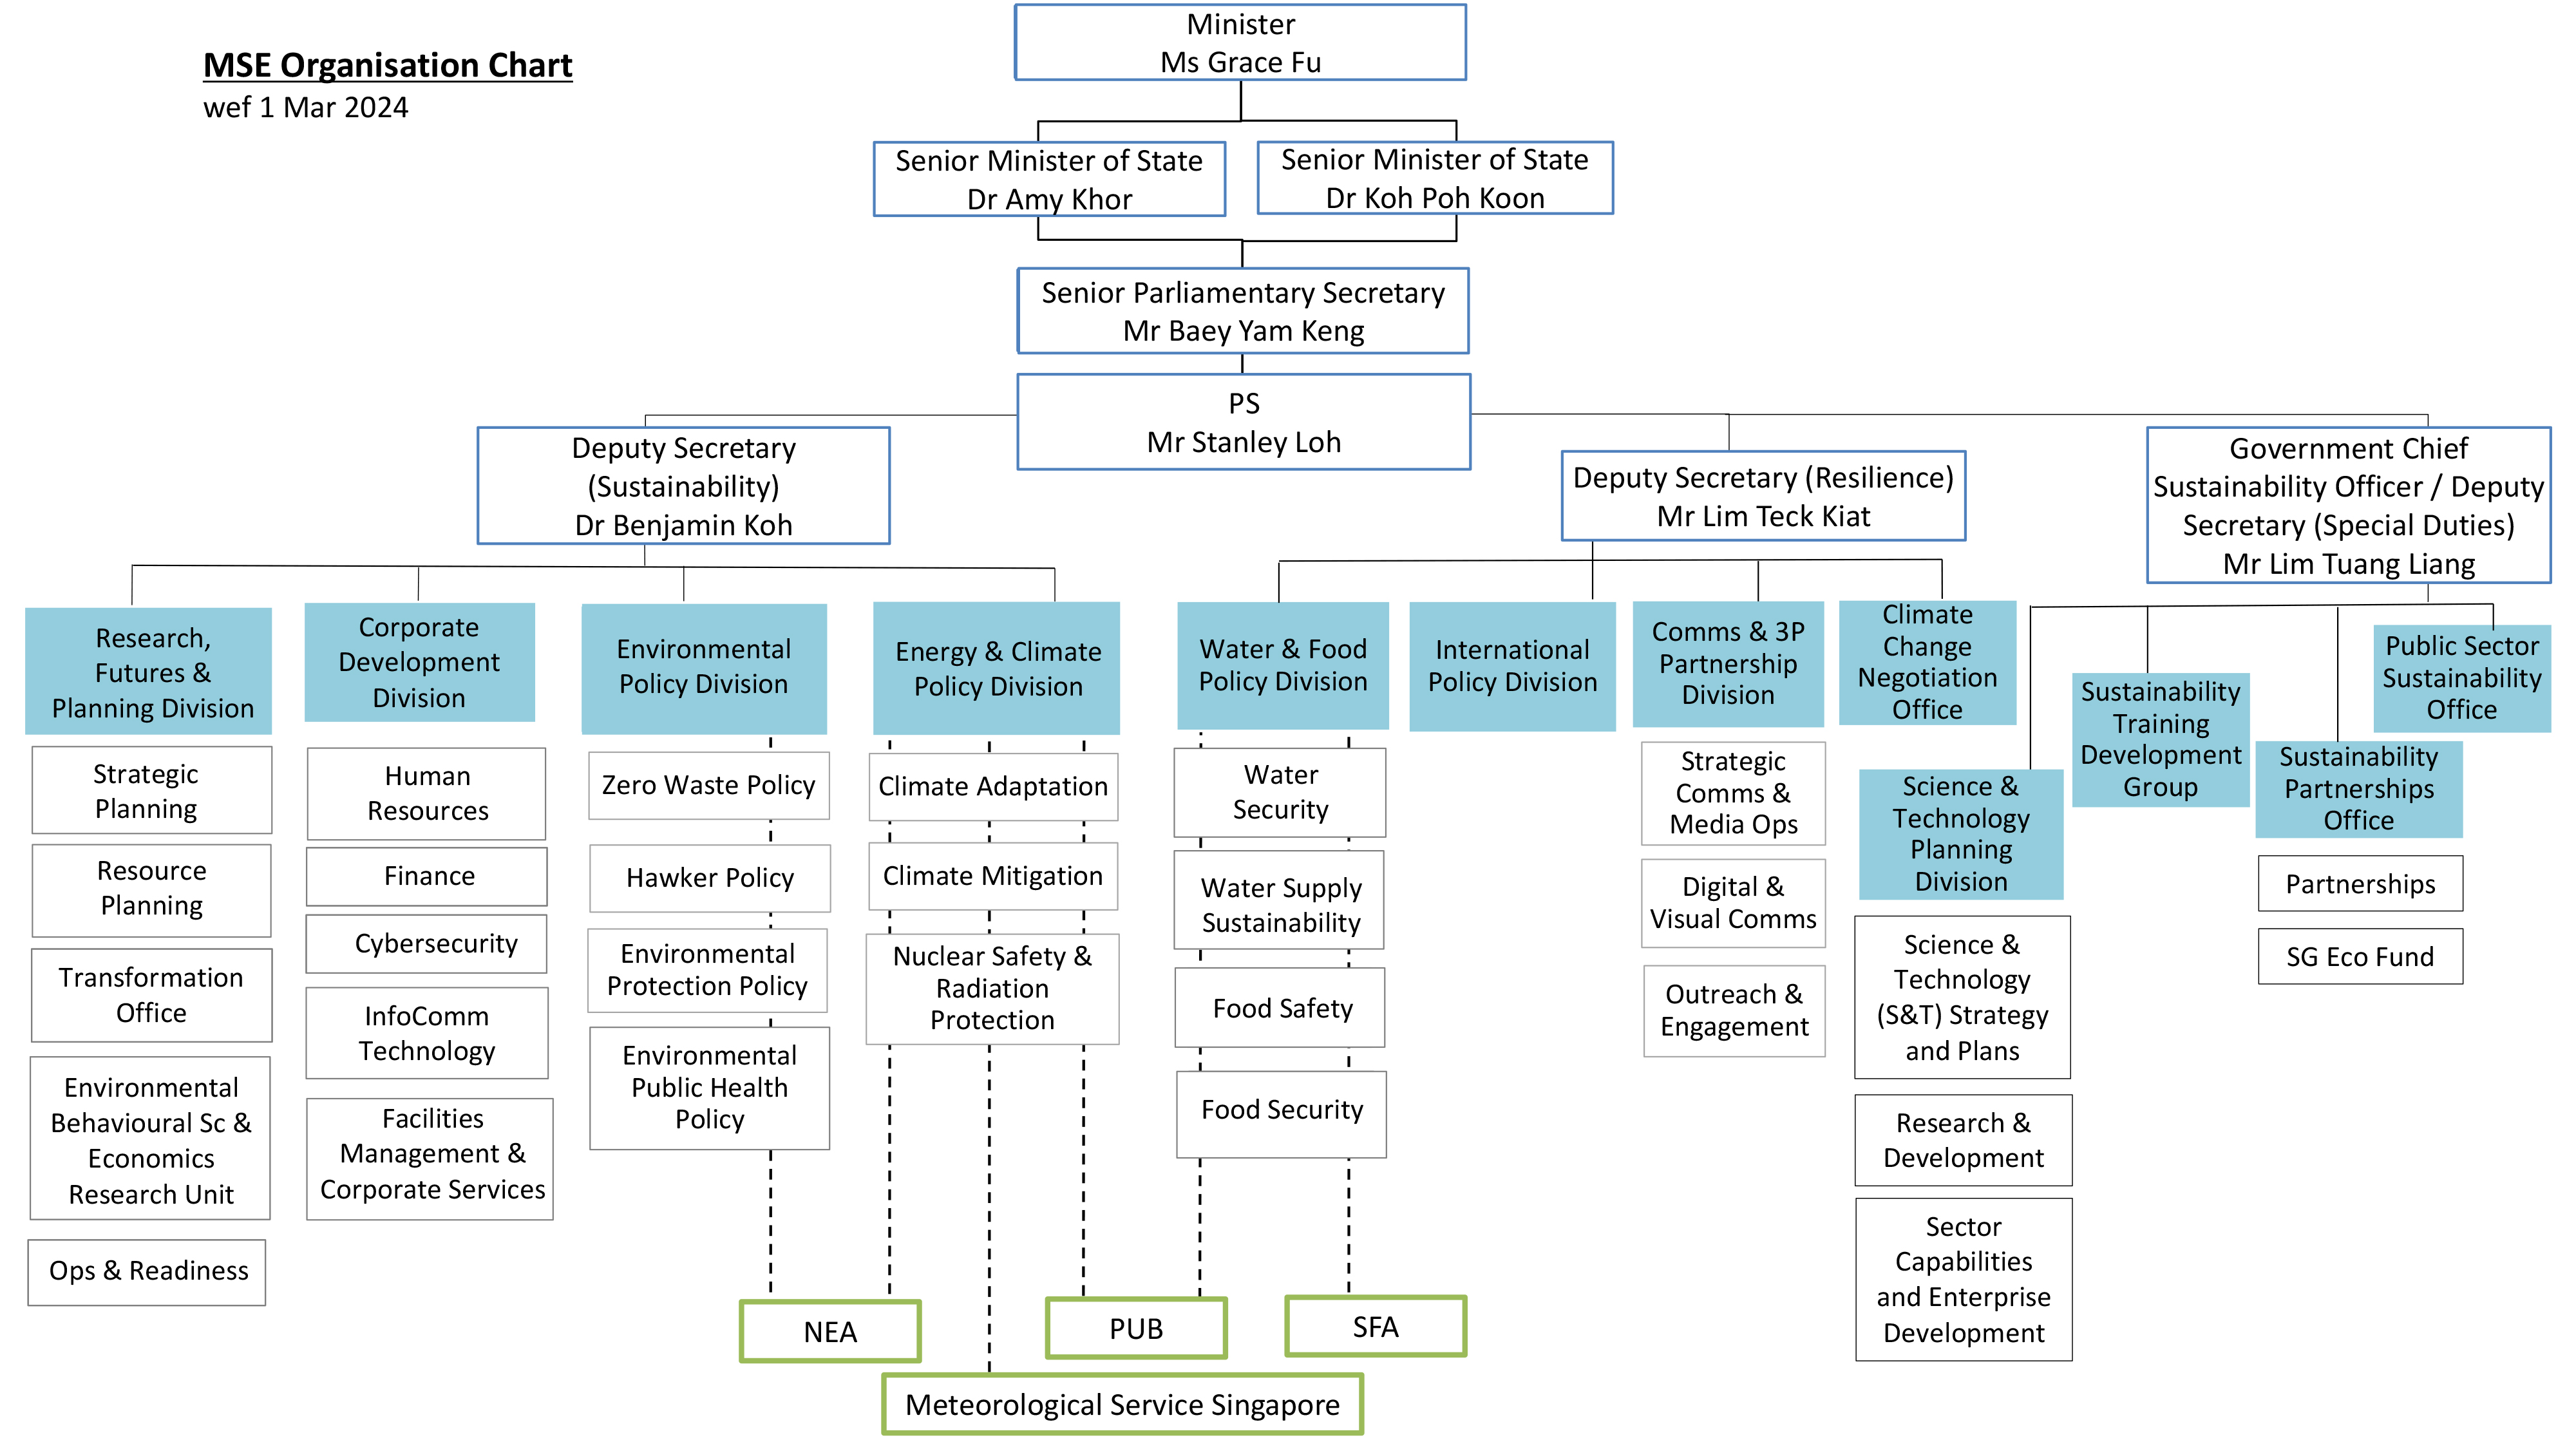 MSE Organisation Chart
wef 1 Mar 2024
Minister
Ms Grace Fu
Senior Minister of State
Dr Amy Khor
Senior Minister of State
Dr Koh Poh Koon
Senior Parliamentary Secretary
Mr Baey Yam Keng
PS
Mr Stanley Loh
Deputy Secretary
(Sustainability)
Dr Benjamin Koh
Deputy Secretary (Resilience)
Mr Lim Teck Kiat
Government Chief
Sustainability Officer / Deputy
Secretary (Special Duties)
Mr Lim Tuang Liang
Research,
Futures &
Planning Division
Strategic
Planning
Resource
Planning
Transformation
Office
Environmental
Behavioural Sc &
Economics
Research Unit
Ops & Readiness
Corporate
Development
Division
Human
Resources
Finance
Cybersecurity
InfoComm
Technology
Facilities
Management &
Corporate Services
Environmental
Policy Division
Zero Waste Policy
Hawker Policy
Environmental
Protection Policy
Environmental
Public Health
Policy
Energy & Climate
Policy Division
Climate Adaptation
Climate Mitigation
Nuclear Safety &
Radiation
Protection
Water & Food
Policy Division
Water
Security
Water Supply
Sustainability
Food Safety
Food Security
International
Policy Division
Comms & 3P
Partnership
Division
Strategic
Comms &
Media Ops
Digital &
Visual Comms
Outreach &
Engagement
Climate
Change
Negotiation
Office
Science &
Technology
Planning
Division
Science &
Technology
(S&T) Strategy
and Plans
Research &
Development
Sector
Capabilities
and Enterprise
Development
Sustainability
Training
Development
Group
Sustainability
Partnerships
Office
Partnerships
SG Eco Fund
Public Sector
Sustainability
Office
NEA
PUB
SFA
Meteorological Service Singapore